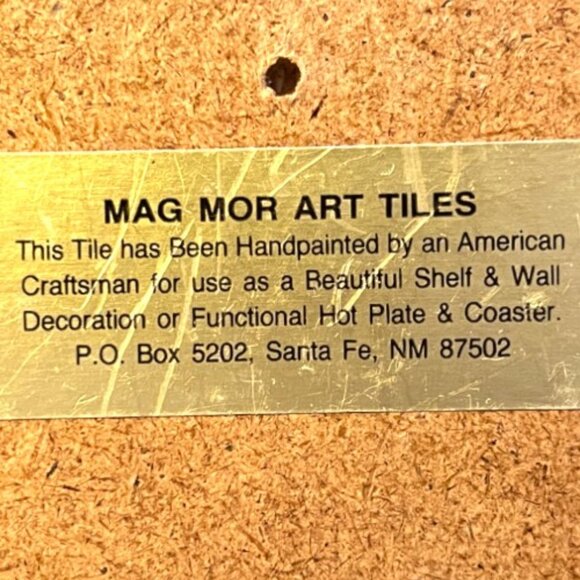 MAG MOR ART TILES
This Tile has Been Handpainted by an American
Craftsman for use as a Beautiful Shelf & Wall
Decoration or Functional Hot Plate & Coaster.
P.O. Box 5202, Santa Fe, NM 87502